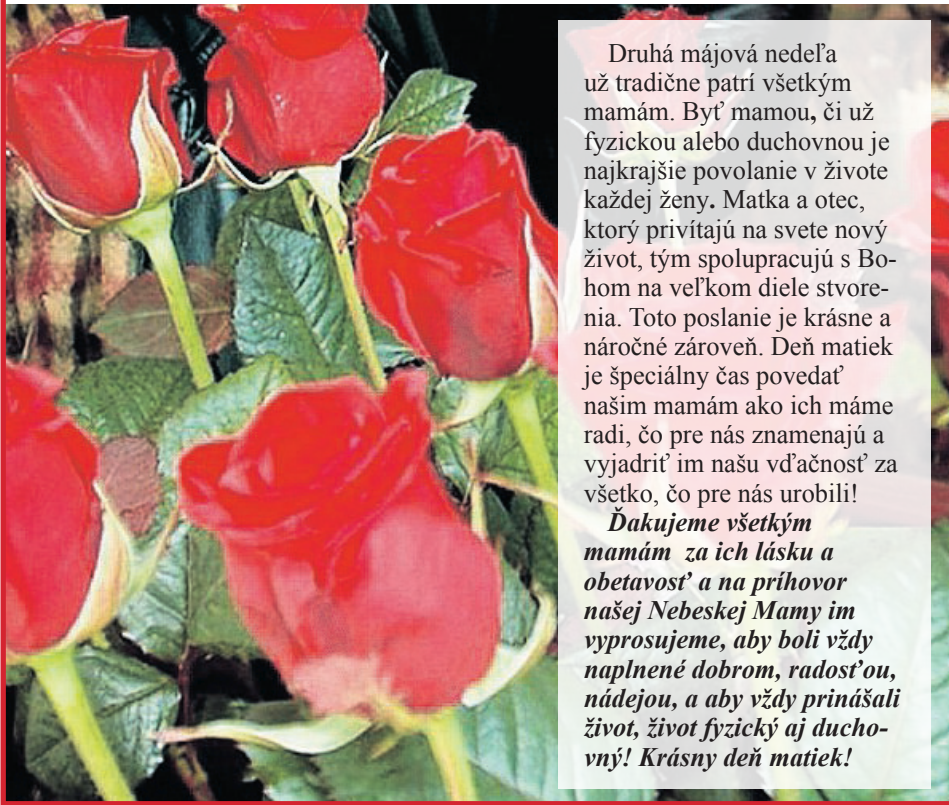 Druhá májová nedeľa
už tradične patrí všetkým
mamám. Byť mamou, či už
fyzickou alebo duchovnou je
najkrajšie povolanie v živote
každej ženy. Matka a otec,
ktorý privítajú na svete nový
život, tým spolupracujú s Bo-
hom na veľkom diele stvore-
nia. Toto poslanie je krásne a
náročné zároveň. Deň matiek
je špeciálny čas povedať
našim mamám ako ich máme
radi, čo pre nás znamenajú a
vyjadriť im našu vďačnosť za
všetko, čo pre nás urobili!
Ďakujeme všetkým
mamám za ich lásku a
obetavosť a na príhovor
našej Nebeskej Mamy im
vyprosujeme, aby boli vždy
naplnené dobrom, radosťou,
nádejou, a aby vždy prinášali
život, život fyzický aj ducho-
vný! Krásny deň matiek!